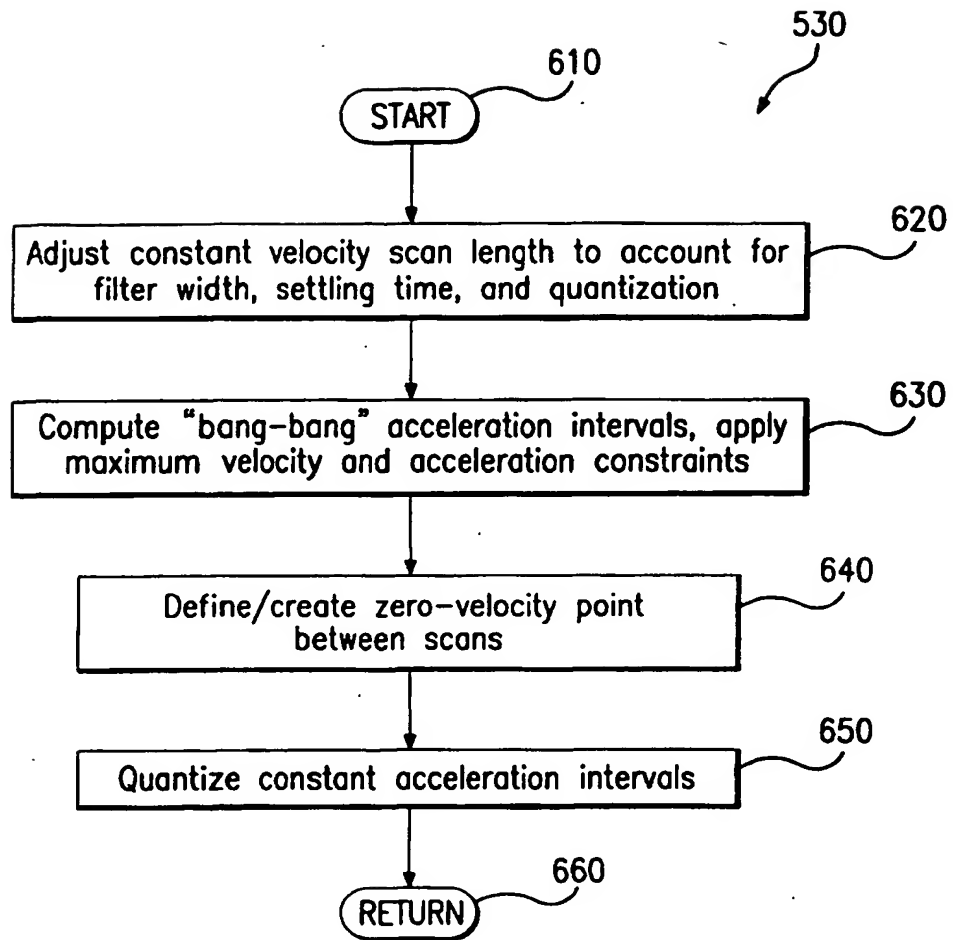 530
610
START
620
Adjust constant velocity scan length to account for
filter width, settling time, and quantization
630
Compute “bang-bang” acceleration intervals, apply
maximum velocity and acceleration constraints
640
Define/create zero-velocity point
between scans
650
Quantize constant acceleration intervals
660
RETURN